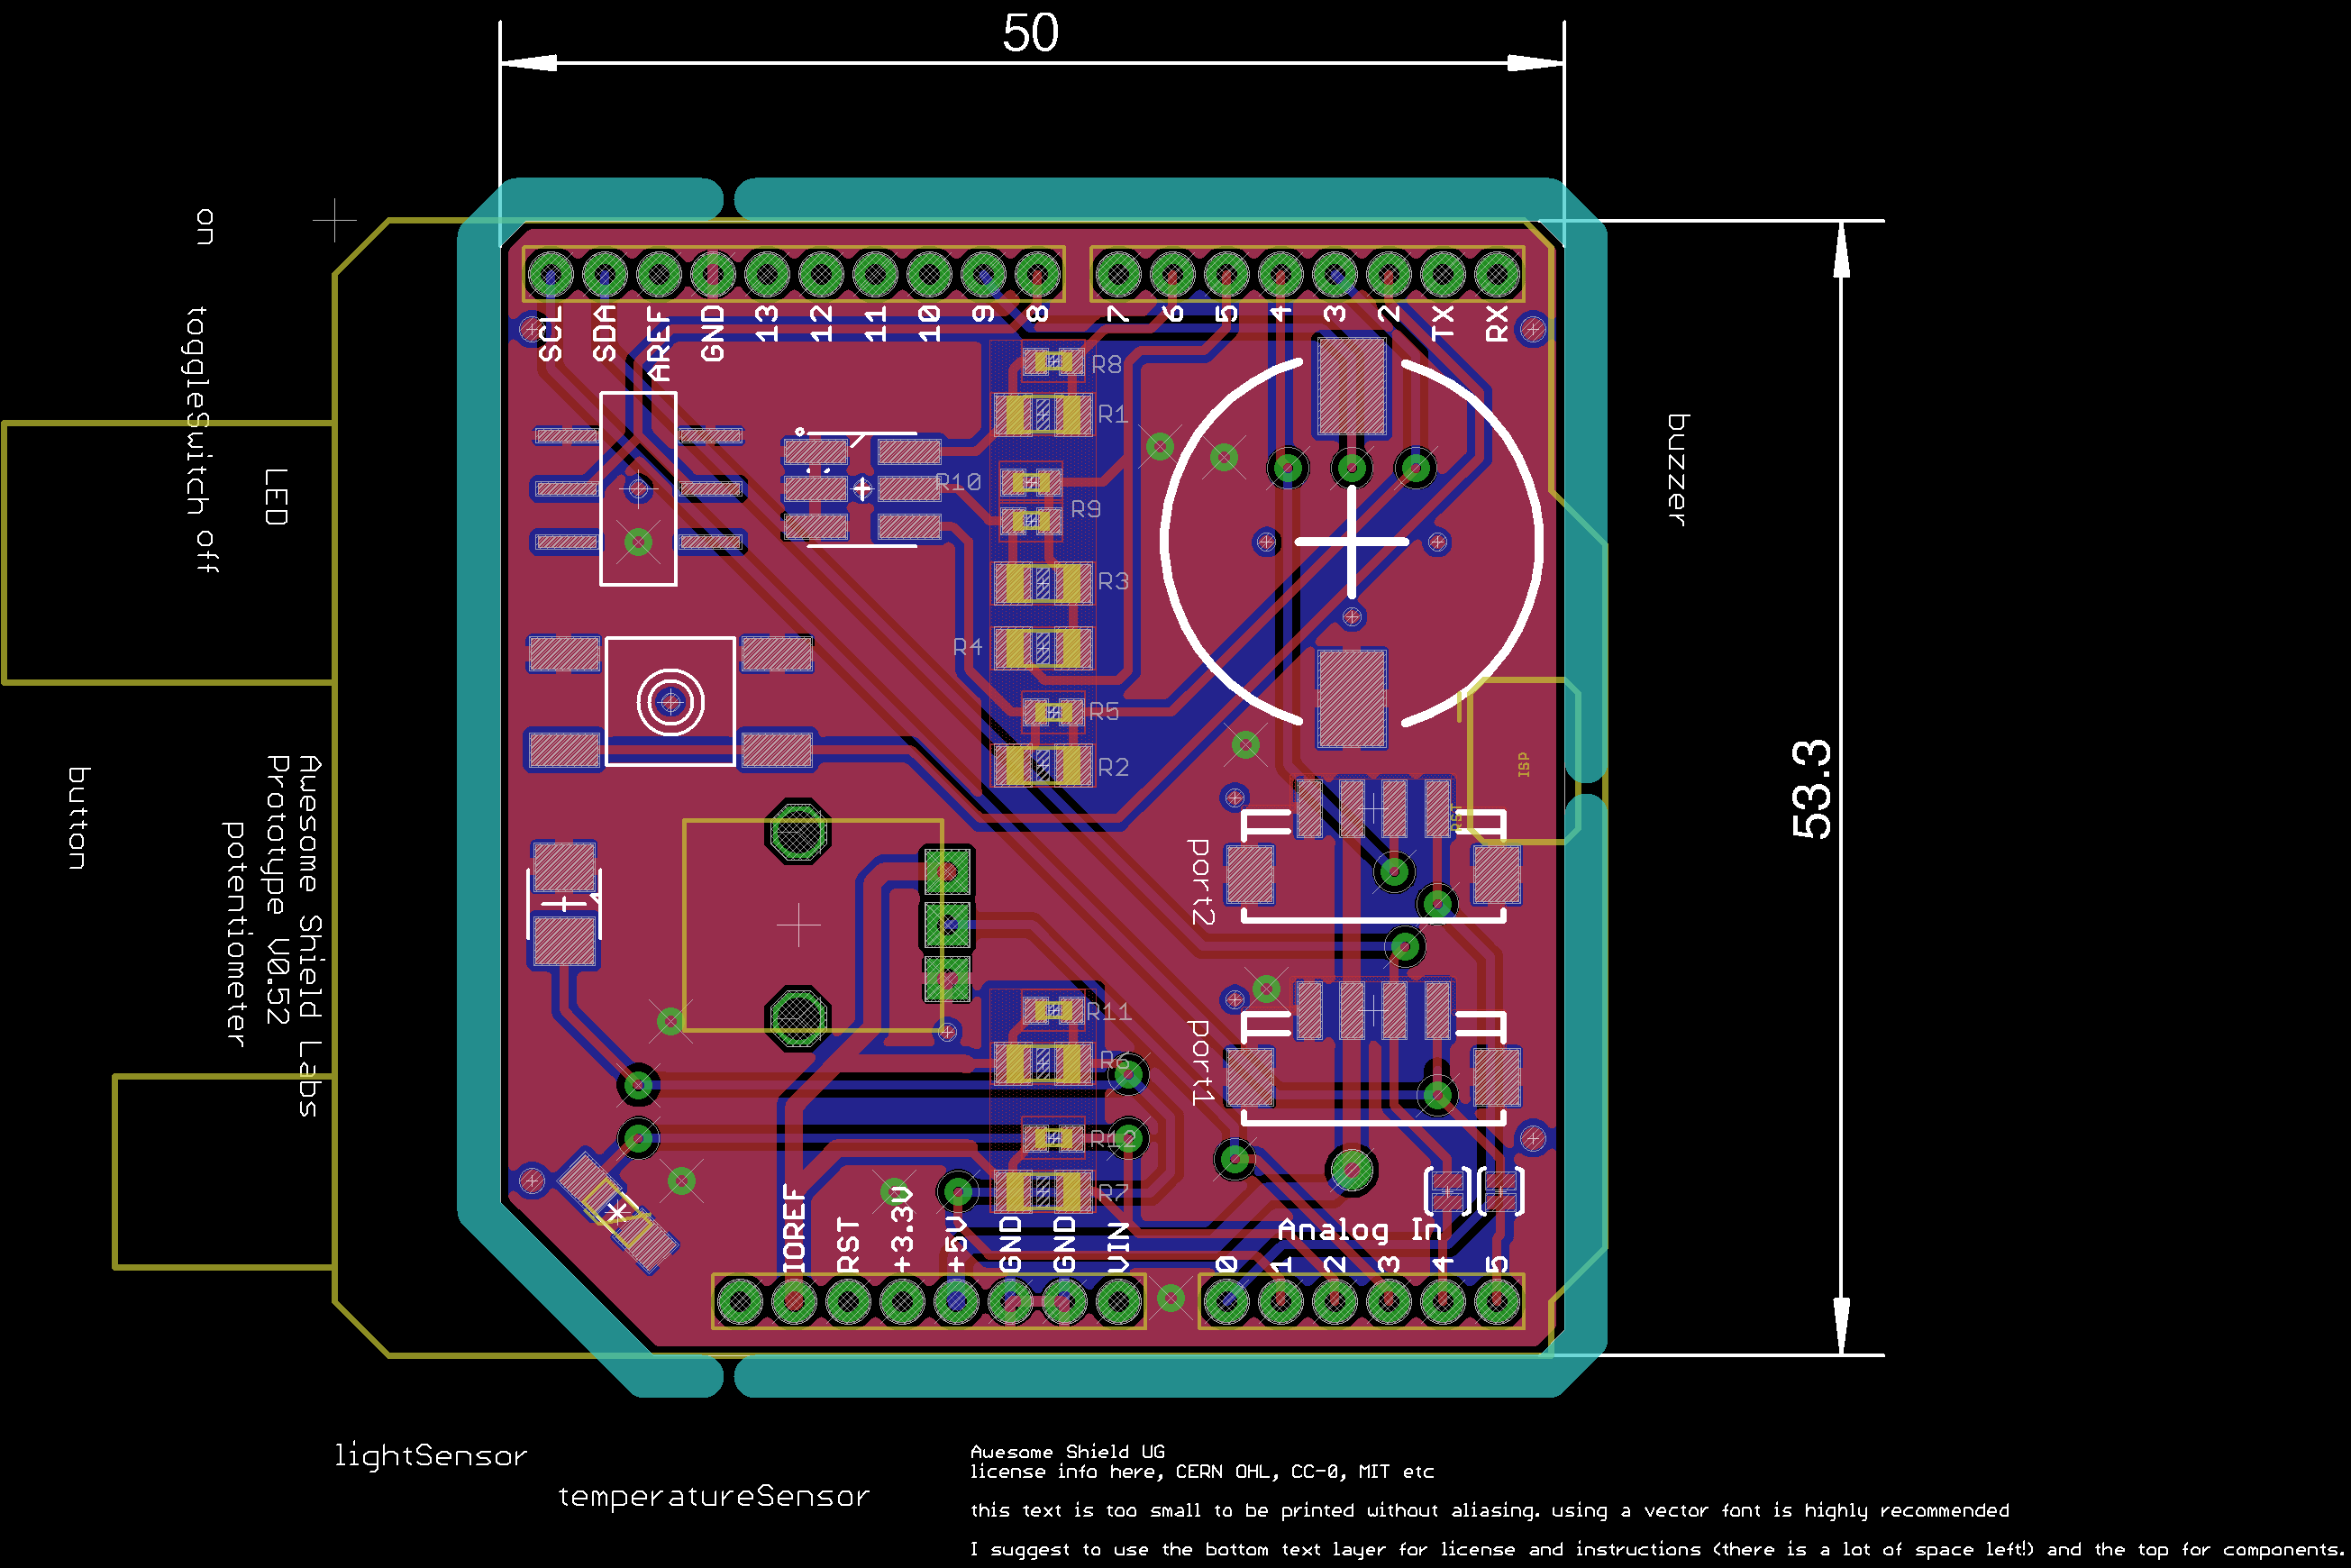 50
on
toggleSwitch off
LED
buzzer
SCL
SDA
AREF
GND
13
12
11
10
9
8
7
6
5
4
3
2
TX
RX
R8
R1
R10
R9
R3
R4
R5
R2
ISP
RST
53.3
button
Awesome Shield Labs
Prototype V0.52
potentiometer
port2
port1
R11
R6
R12
R7
IOREF
RST
+3.3V
+5V
GND
GND
VIN
Analog In
0
1
2
3
4
5
lightSensor
temperatureSensor
Awesome Shield UG
license info here, CERN OHL, CC-0, MIT etc
this text is too small to be printed without aliasing. using a vector font is highly recommended
I suggest to use the bottom text layer for license and instructions (there is a lot of space left!) and the top for components.